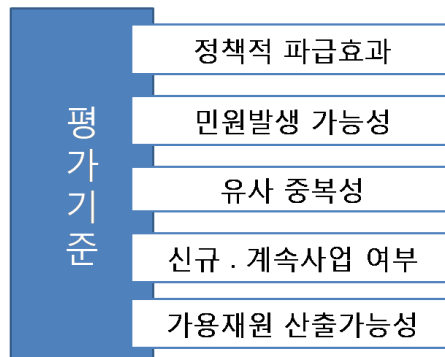 평
가
기
준
정책적 파급효과
민원발생 가능성
유사 중복성
신규 . 계속사업 여부
가용재원 산출가능성